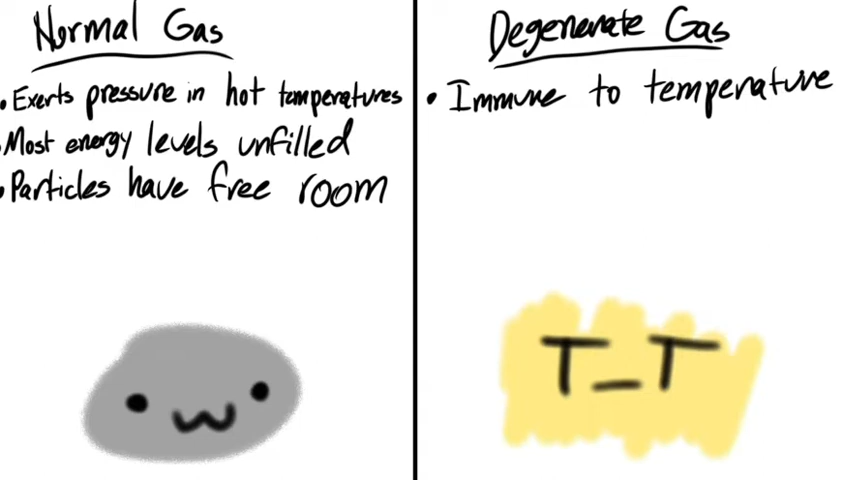 Normal Gas
• Exerts pressure in hot temperatures
• Most energy levels unfilled
• Particles have free room
Degenerate Gas
• Immune to temperature
T_T